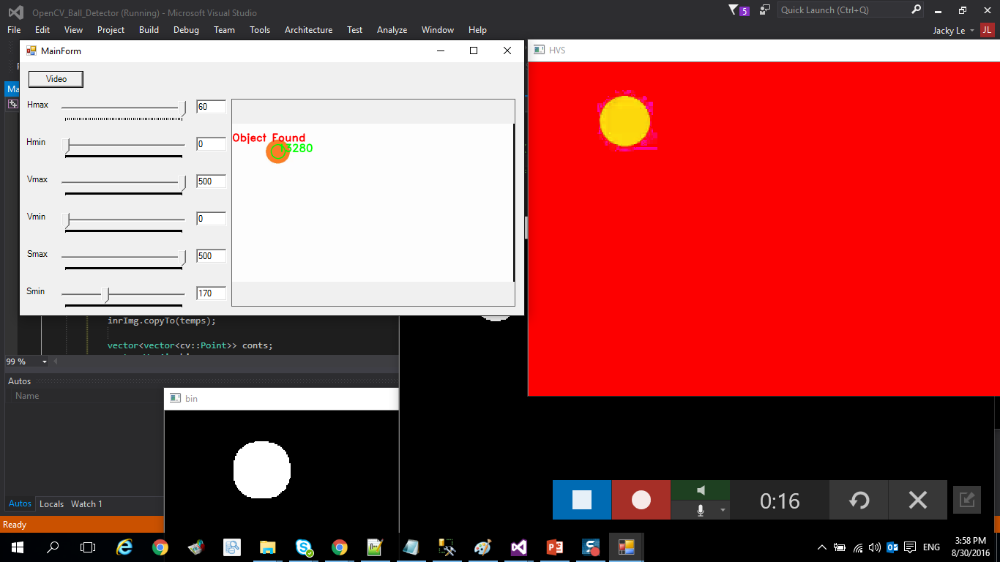 OpenCV_Ball_Detector (Running) - Microsoft Visual Studio
5
Quick Launch (Ctrl+Q)
File Edit View Project Build Debug Team Tools Architecture Test Analyze Window Help
Jacky Le JL
MainForm
HVS
Video
Hmax 60
Hmin 0
Vmax 500
Vmin 0
Smax 500
Smin 170
Object Found
inrImg.copyTo(temps);
vector<vector<cv::Point>> conts;
99 %
Autos
Name
bin
Autos Locals Watch 1
Ready
0:16
ENG
3:58 PM
8/30/2016